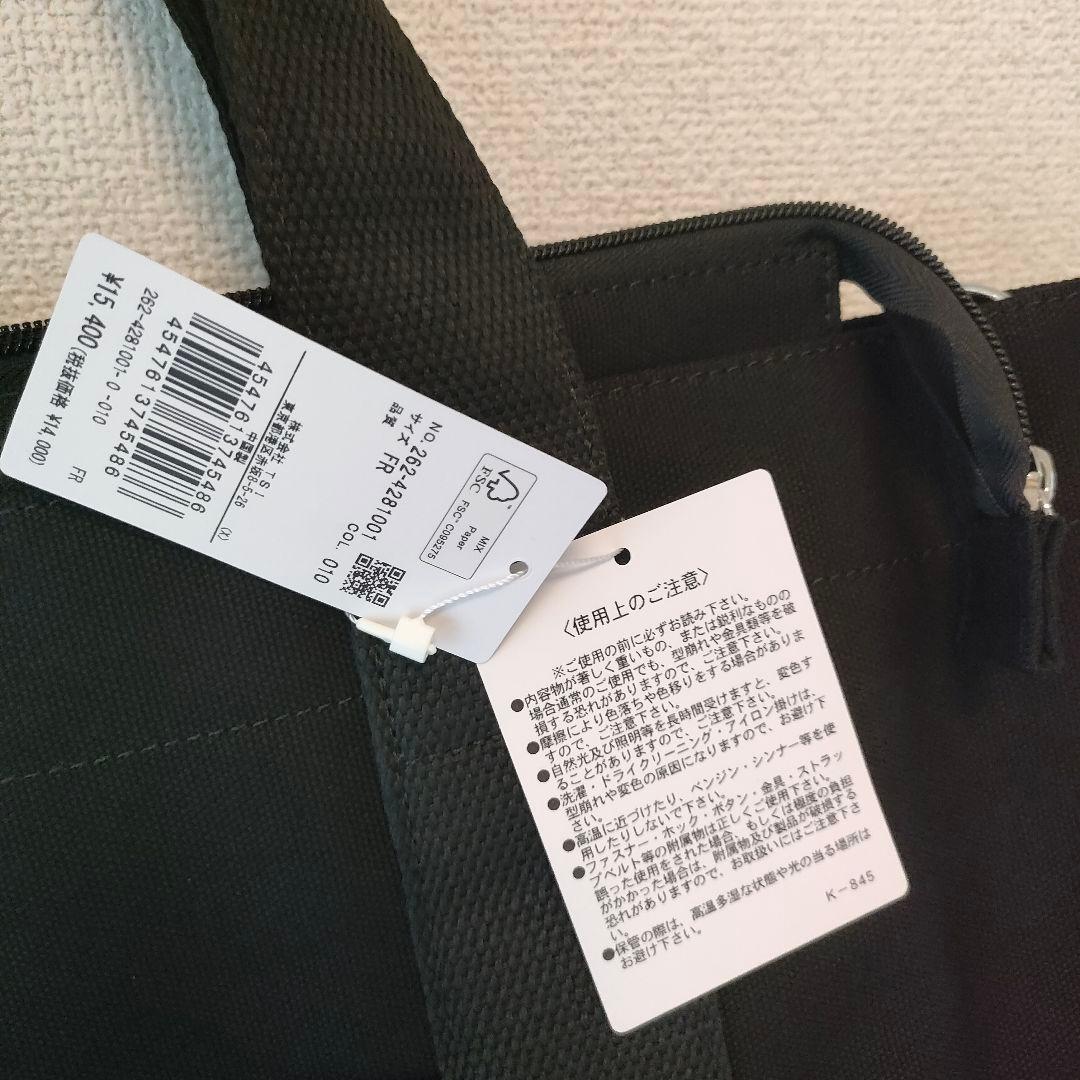 ¥15,400(税抜価格 ¥14,000)
262-4281001-0-010
FR
4547613745486
4547613745486
(X)
中国製
東京都港区赤坂8-5-26
株式会社 TSI
品質
サイズ FR
NO. 262-4281001
COL. 010
FSC™
MIX
Paper
FSC™ C095275
〈使用上のご注意〉
※ご使用の前に必ずお読み下さい。
●内容物が著しく重いもの、または鋭利なものの
場合通常のご使用でも、型崩れや金具類等を破
損する恐れがありますので、ご注意下さい。
●摩擦により色落ちや色移りをする場合がありま
すので、ご注意下さい。
●自然光及び照明等を長時間受けますと、変色す
ることがありますので、ご注意下さい。
●洗濯・ドライクリーニング・アイロン掛けは、
型崩れや変色の原因になりますので、お避け下
さい。
●高温に近づけたり、ベンジン・シンナー等を使
用したりしないで下さい。
●ファスナー・ホック・ボタン・金具・ストラッ
プベルト等の附属物は正しくご使用下さい。
誤った使用をされた場合、もしくは極度の負担
がかかった場合は、附属物及び製品が破損する
恐れがありますので、お取扱いにはご注意下さ
い。
●保管の際は、高温多湿な状態や光の当る場所は
お避け下さい。
K-845